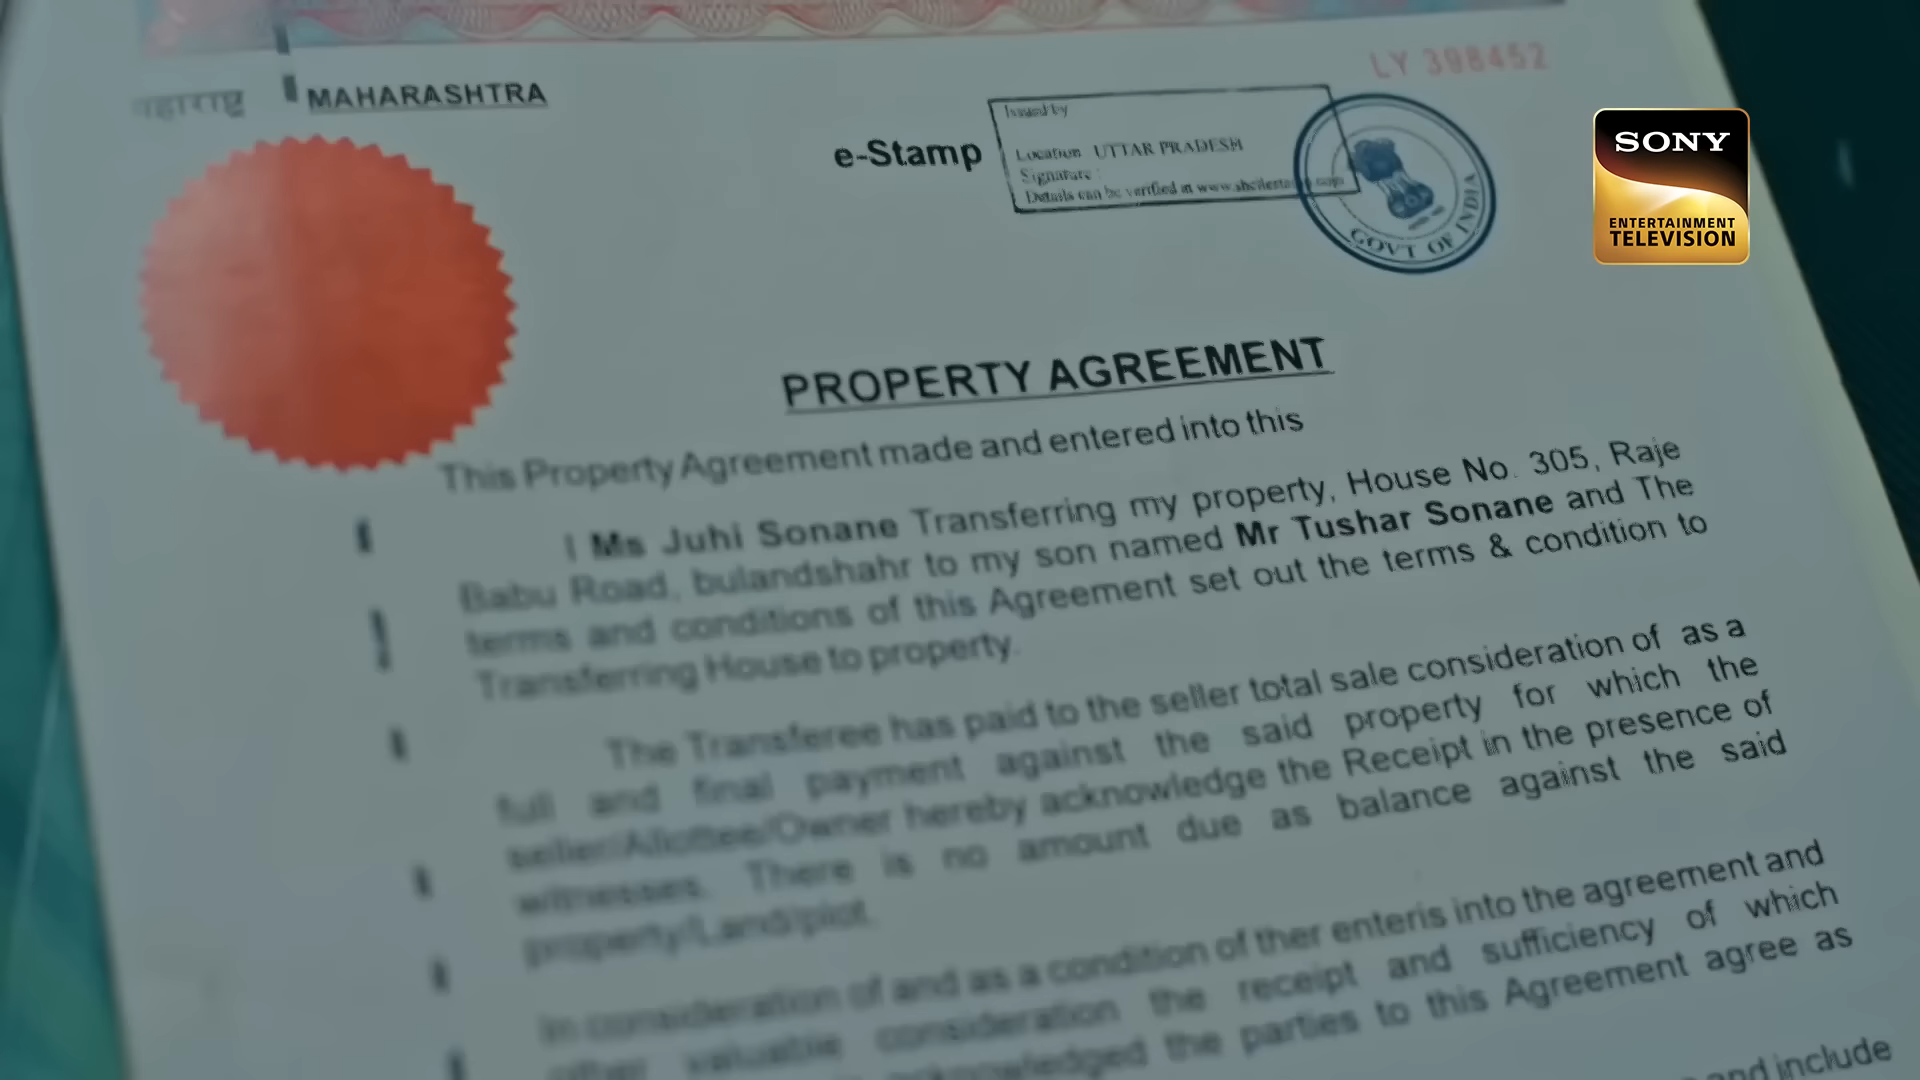 LY 398452
महाराष्ट्र MAHARASHTRA
e-Stamp
Issued by
Location UTTAR PRADESH
Signature :
Details can be verified at
GOVT OF INDIA
SONY
ENTERTAINMENT
TELEVISION
PROPERTY AGREEMENT
This Property Agreement made and entered into this
I Ms Juhi Sonane Transferring my property, House No. 305, Raje
Babu Road, bulandshahr to my son named Mr Tushar Sonane and The
terms and conditions of this Agreement set out the terms & condition to
Transferring House to property.
The Transferee has paid to the seller total sale consideration of as a
full and final payment against the said property for which the
seller/Allottee/Owner hereby acknowledge the Receipt in the presence of
witnesses. There is no amount due as balance against the said
property/Land/plot.
In consideration of and as a condition of ther enteris into the agreement and
other valuable consideration the receipt and sufficiency of which
acknowledged the parties to this Agreement agree as
and include